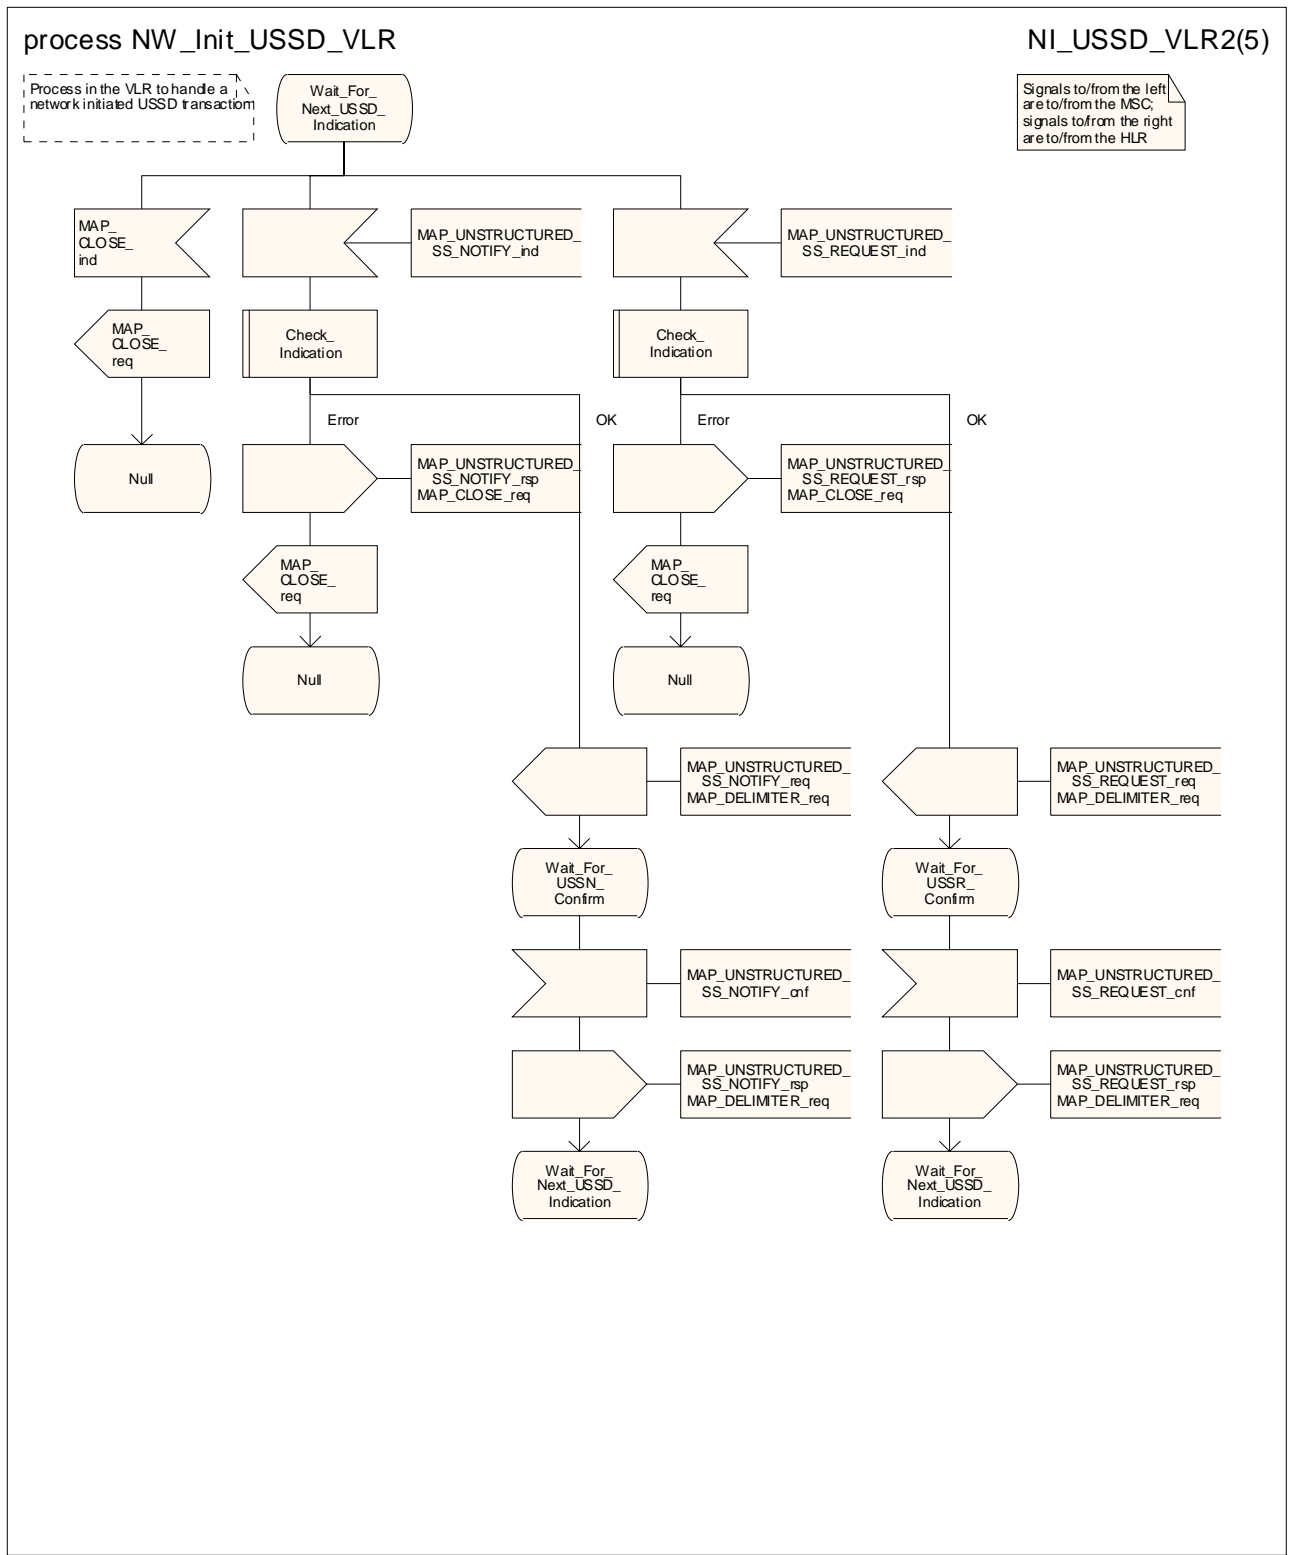 process NW_Init_USSD_VLR
NI_USSD_VLR2(5)
Process in the VLR to handle a
network initiated USSD transaction
Wait_For_
Next_USSD_
Indication
Signals to/from the left
are to/from the MSC;
signals to/from the right
are to/from the HLR
MAP_
CLOSE_
ind
MAP_UNSTRUCTURED_
SS_NOTIFY_ind
MAP_UNSTRUCTURED_
SS_REQUEST_ind
MAP_
CLOSE_
req
Check_
Indication
Check_
Indication
Error
OK
Error
OK
Null
MAP_UNSTRUCTURED_
SS_NOTIFY_rsp
MAP_CLOSE_req
MAP_UNSTRUCTURED_
SS_REQUEST_rsp
MAP_CLOSE_req
MAP_
CLOSE_
req
MAP_
CLOSE_
req
Null
Null
MAP_UNSTRUCTURED_
SS_NOTIFY_req
MAP_DELIMITER_req
MAP_UNSTRUCTURED_
SS_REQUEST_req
MAP_DELIMITER_req
Wait_For_
USSN_
Confirm
Wait_For_
USSR_
Confirm
MAP_UNSTRUCTURED_
SS_NOTIFY_cnf
MAP_UNSTRUCTURED_
SS_REQUEST_cnf
MAP_UNSTRUCTURED_
SS_NOTIFY_rsp
MAP_DELIMITER_req
MAP_UNSTRUCTURED_
SS_REQUEST_rsp
MAP_DELIMITER_req
Wait_For_
Next_USSD_
Indication
Wait_For_
Next_USSD_
Indication